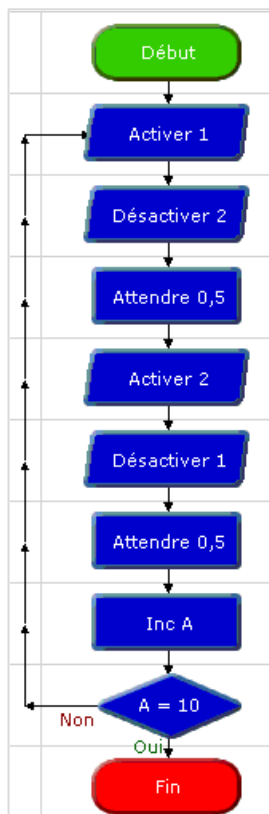 Début
Activer 1
Désactiver 2
Attendre 0,5
Activer 2
Désactiver 1
Attendre 0,5
Inc A
A = 10
Non
Oui
Fin